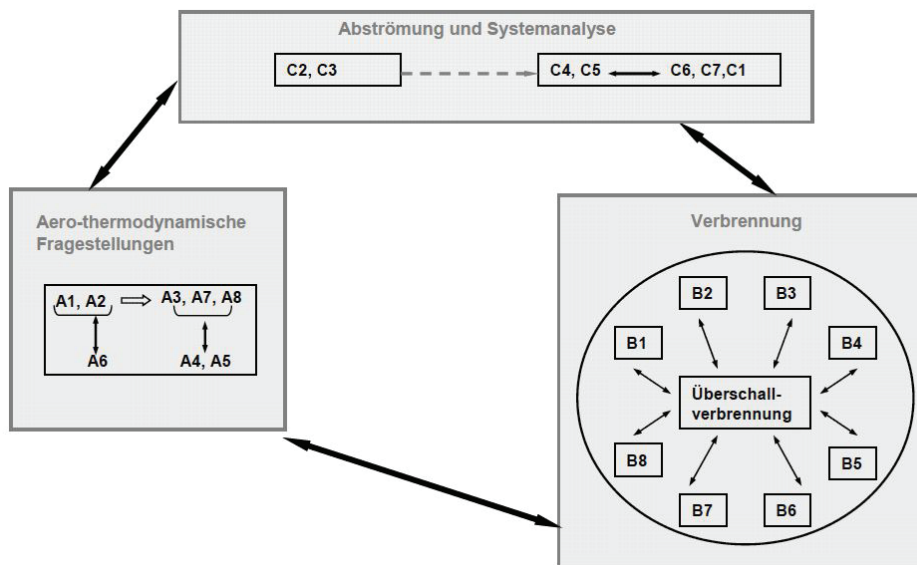 Abströmung und Systemanalyse
C2, C3
C4, C5
C6, C7,C1
Aero-thermodynamische
Fragestellungen
A1, A2
A3, A7, A8
A6
A4, A5
Verbrennung
B2
B3
B1
B4
Überschall-
verbrennung
B8
B5
B7
B6